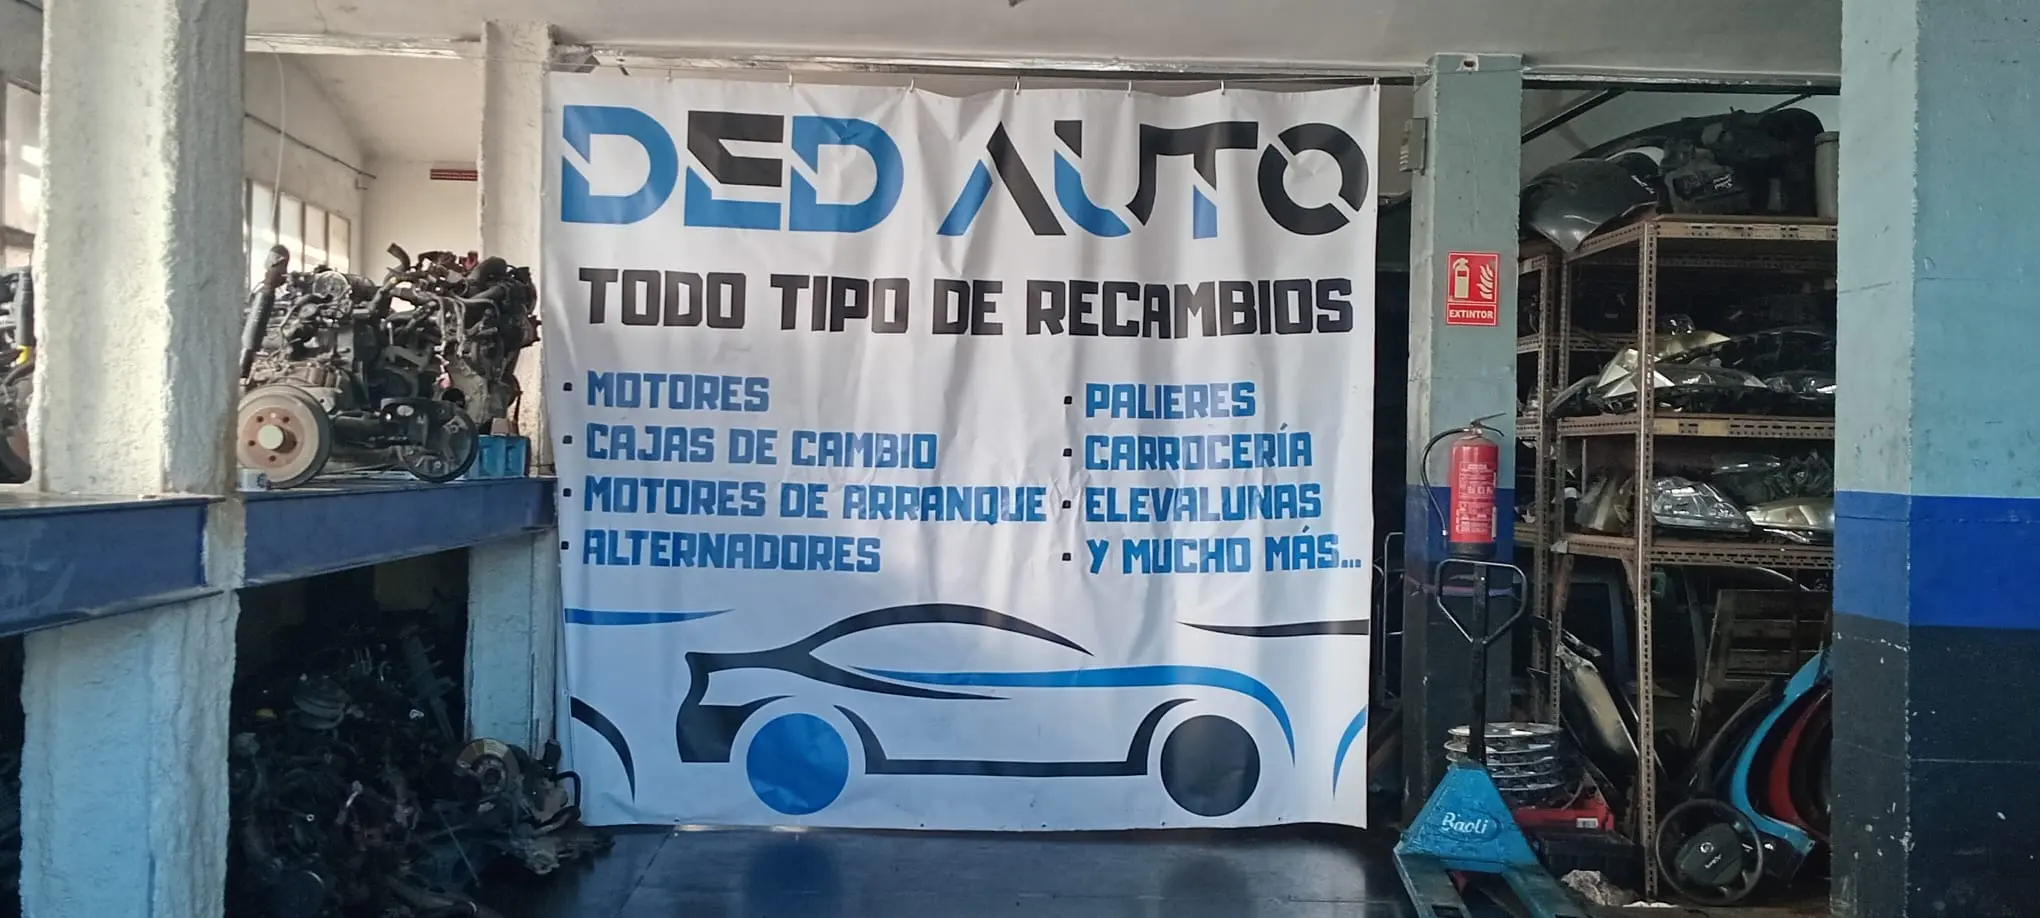 DED AUTO
TODO TIPO DE RECAMBIOS
· MOTORES
· CAJAS DE CAMBIO
· MOTORES DE ARRANQUE
· ALTERNADORES
· PALIERES
· CARROCERÍA
· ELEVALUNAS
· Y MUCHO MÁS...
EXTINTOR
Baoli